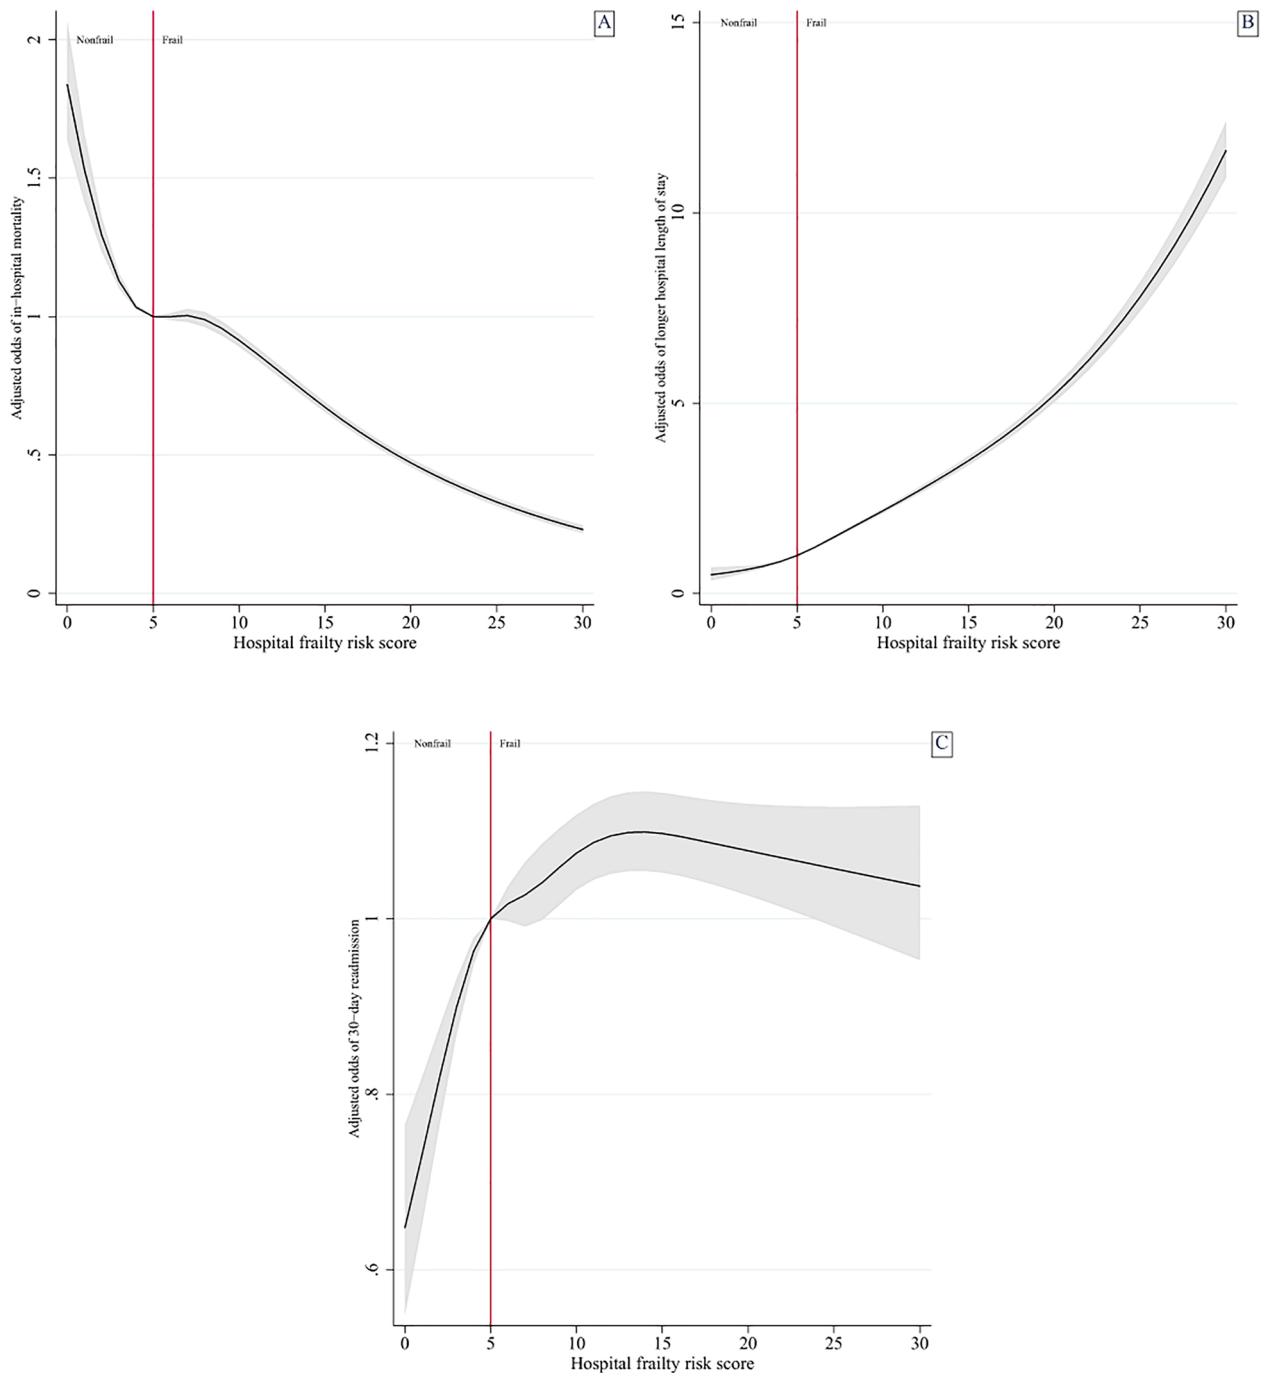 A
Nonfrail
Frail
Adjusted odds of in-hospital mortality
2
1.5
1
.5
0
0 5 10 15 20 25 30
Hospital frailty risk score
B
Nonfrail
Frail
Adjusted odds of longer hospital length of stay
15
10
5
0
0 5 10 15 20 25 30
Hospital frailty risk score
C
Nonfrail
Frail
Adjusted odds of 30-day readmission
1.2
1
.8
.6
0 5 10 15 20 25 30
Hospital frailty risk score